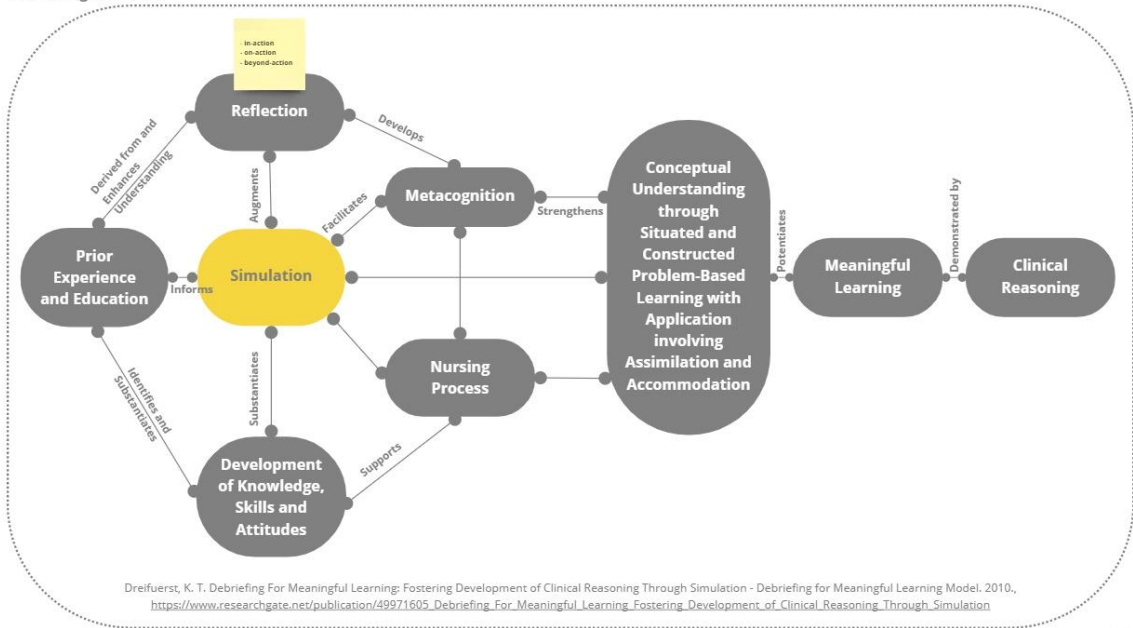 - in-action
- on-action
- beyond-action
Reflection
Derived from and
Enhances
Understanding
Develops
Augments
Metacognition
Facilitates
Strengthens
Prior
Experience
and Education
Informs
Simulation
Conceptual
Understanding
through
Situated and
Constructed
Problem-Based
Learning with
Application
involving
Assimilation and
Accommodation
Potentiates
Meaningful
Learning
Demonstrated by
Clinical
Reasoning
Nursing
Process
Identifies and
Substantiates
Substantiates
Supports
Development
of Knowledge,
Skills and
Attitudes
Dreifuerst, K. T. Debriefing For Meaningful Learning: Fostering Development of Clinical Reasoning Through Simulation - Debriefing for Meaningful Learning Model. 2010.,
https://www.researchgate.net/publication/49971605_Debriefing_For_Meaningful_Learning_Fostering_Development_of_Clinical_Reasoning_Through_Simulation